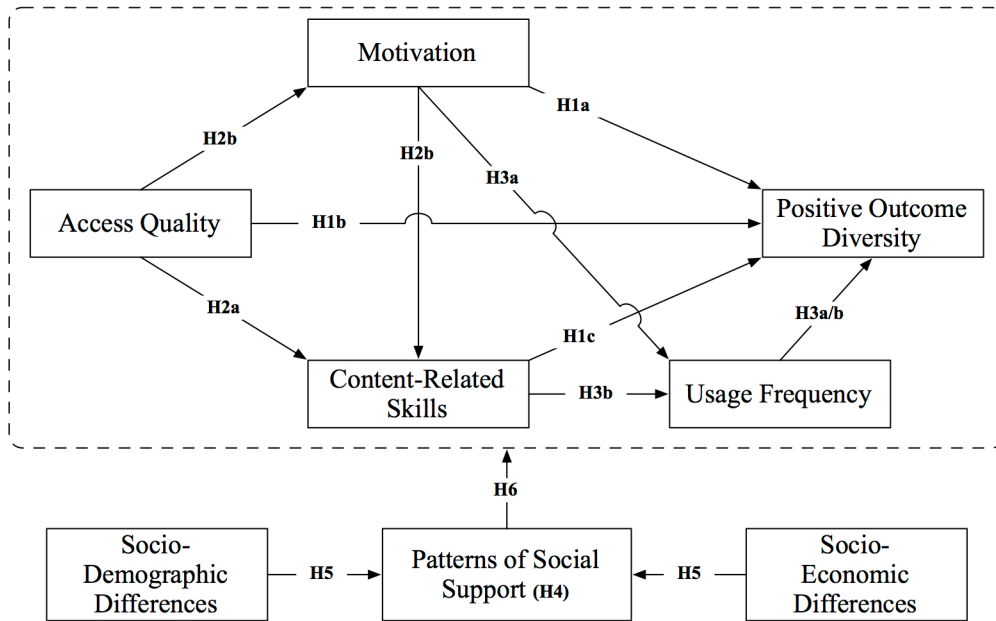 Motivation
H1a
H2b
H2b
H3a
Access Quality
H1b
Positive Outcome
Diversity
H2a
H3a/b
H1c
Content-Related
Skills
H3b
Usage Frequency
H6
Socio-
Demographic
Differences
H5
Patterns of Social
Support (H4)
H5
Socio-
Economic
Differences